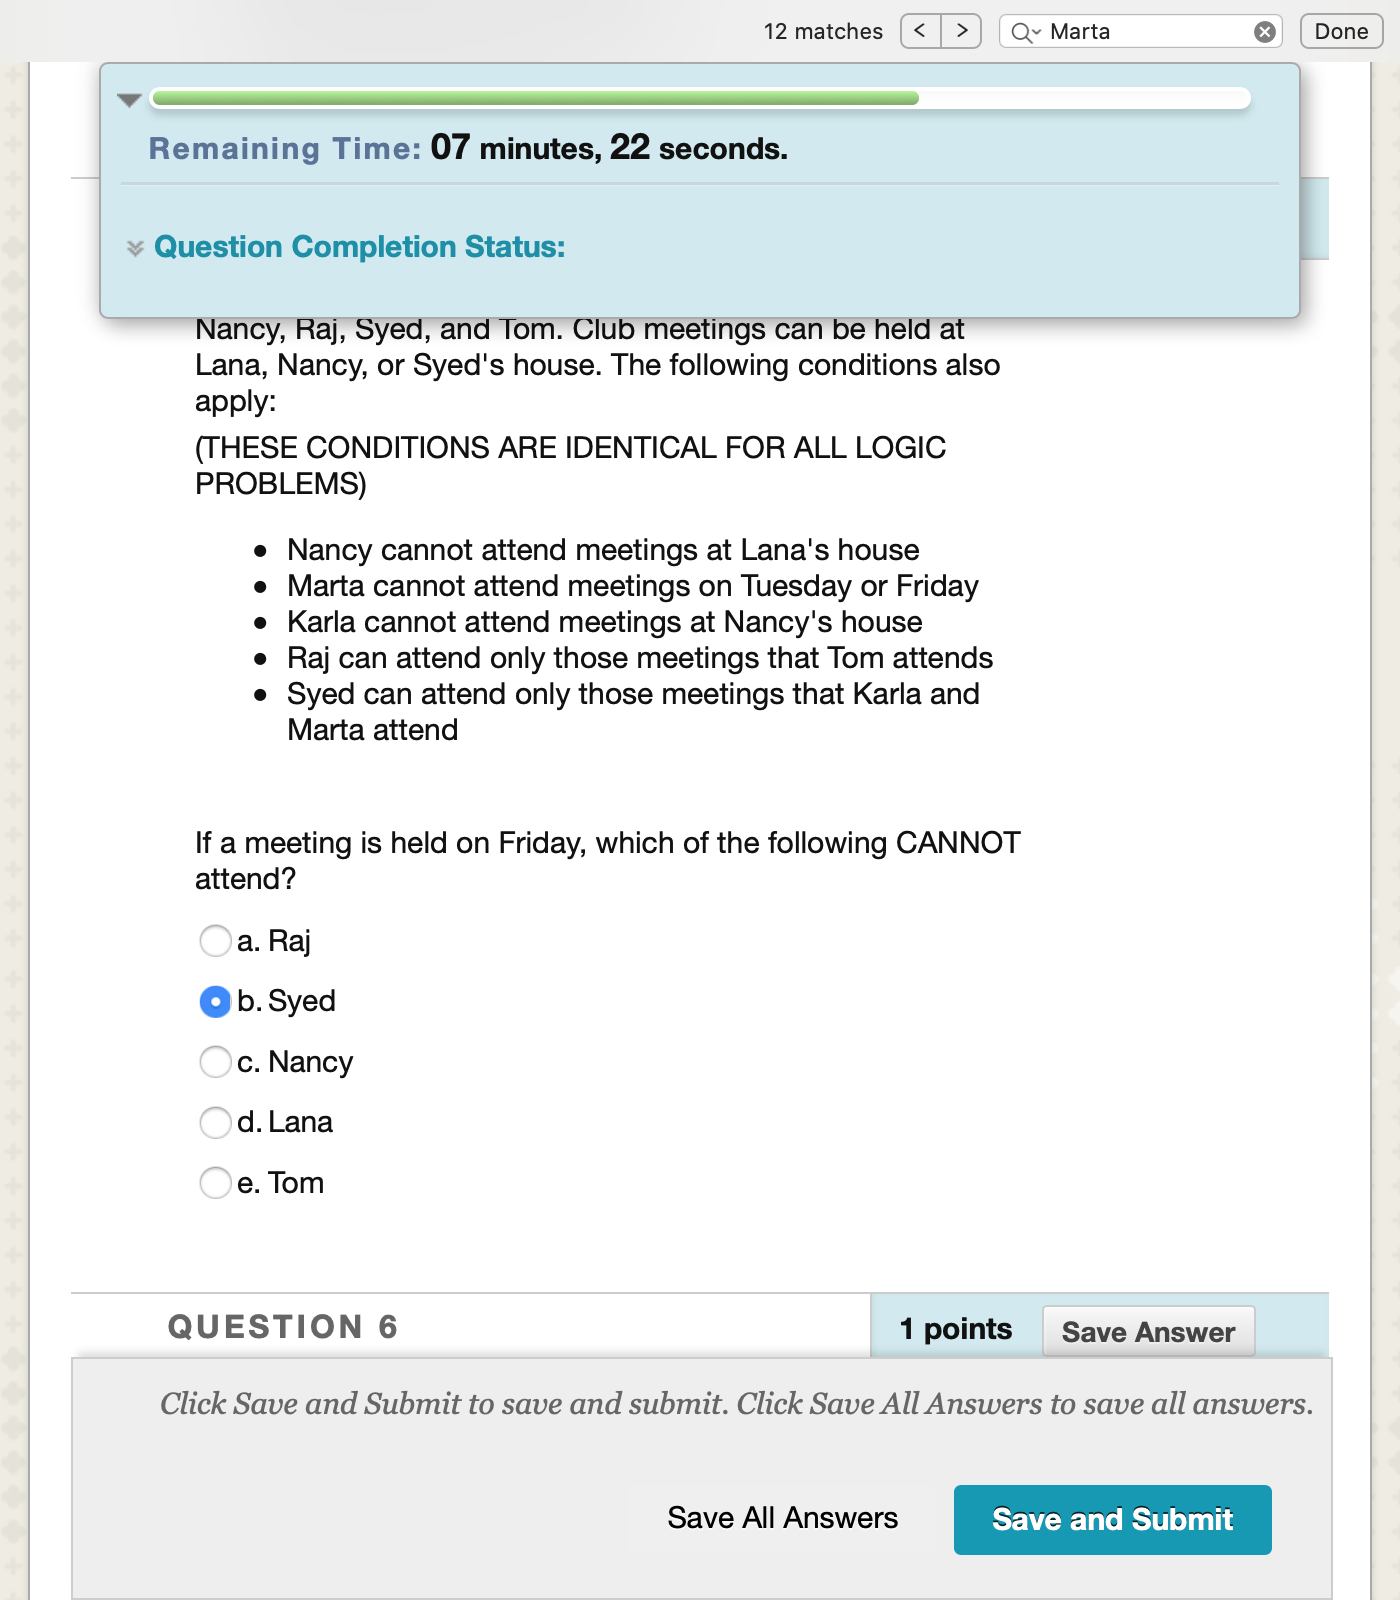 12 matches < > Marta Done
Remaining Time: 07 minutes, 22 seconds.
Question Completion Status:
Nancy, Raj, Syed, and Tom. Club meetings can be held at
Lana, Nancy, or Syed's house. The following conditions also
apply:
(THESE CONDITIONS ARE IDENTICAL FOR ALL LOGIC
PROBLEMS)
• Nancy cannot attend meetings at Lana's house
• Marta cannot attend meetings on Tuesday or Friday
• Karla cannot attend meetings at Nancy's house
• Raj can attend only those meetings that Tom attends
• Syed can attend only those meetings that Karla and
Marta attend
If a meeting is held on Friday, which of the following CANNOT
attend?
a. Raj
b. Syed
c. Nancy
d. Lana
e. Tom
QUESTION 6
1 points Save Answer
Click Save and Submit to save and submit. Click Save All Answers to save all answers.
Save All Answers Save and Submit